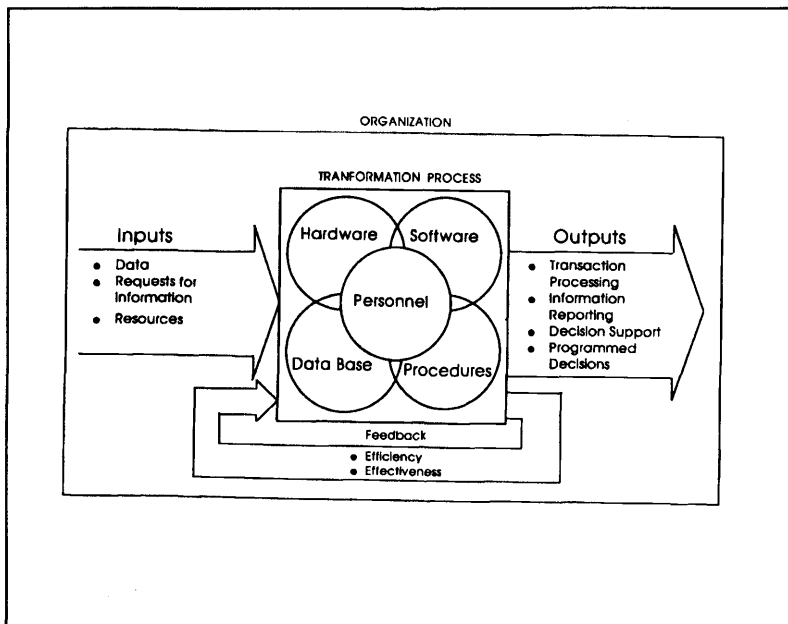 ORGANIZATION
TRANFORMATION PROCESS
Inputs
• Data
• Requests for
Information
• Resources
Hardware
Software
Personnel
Data Base
Procedures
Outputs
• Transaction
Processing
• Information
Reporting
• Decision Support
• Programmed
Decisions
Feedback
• Efficiency
• Effectiveness